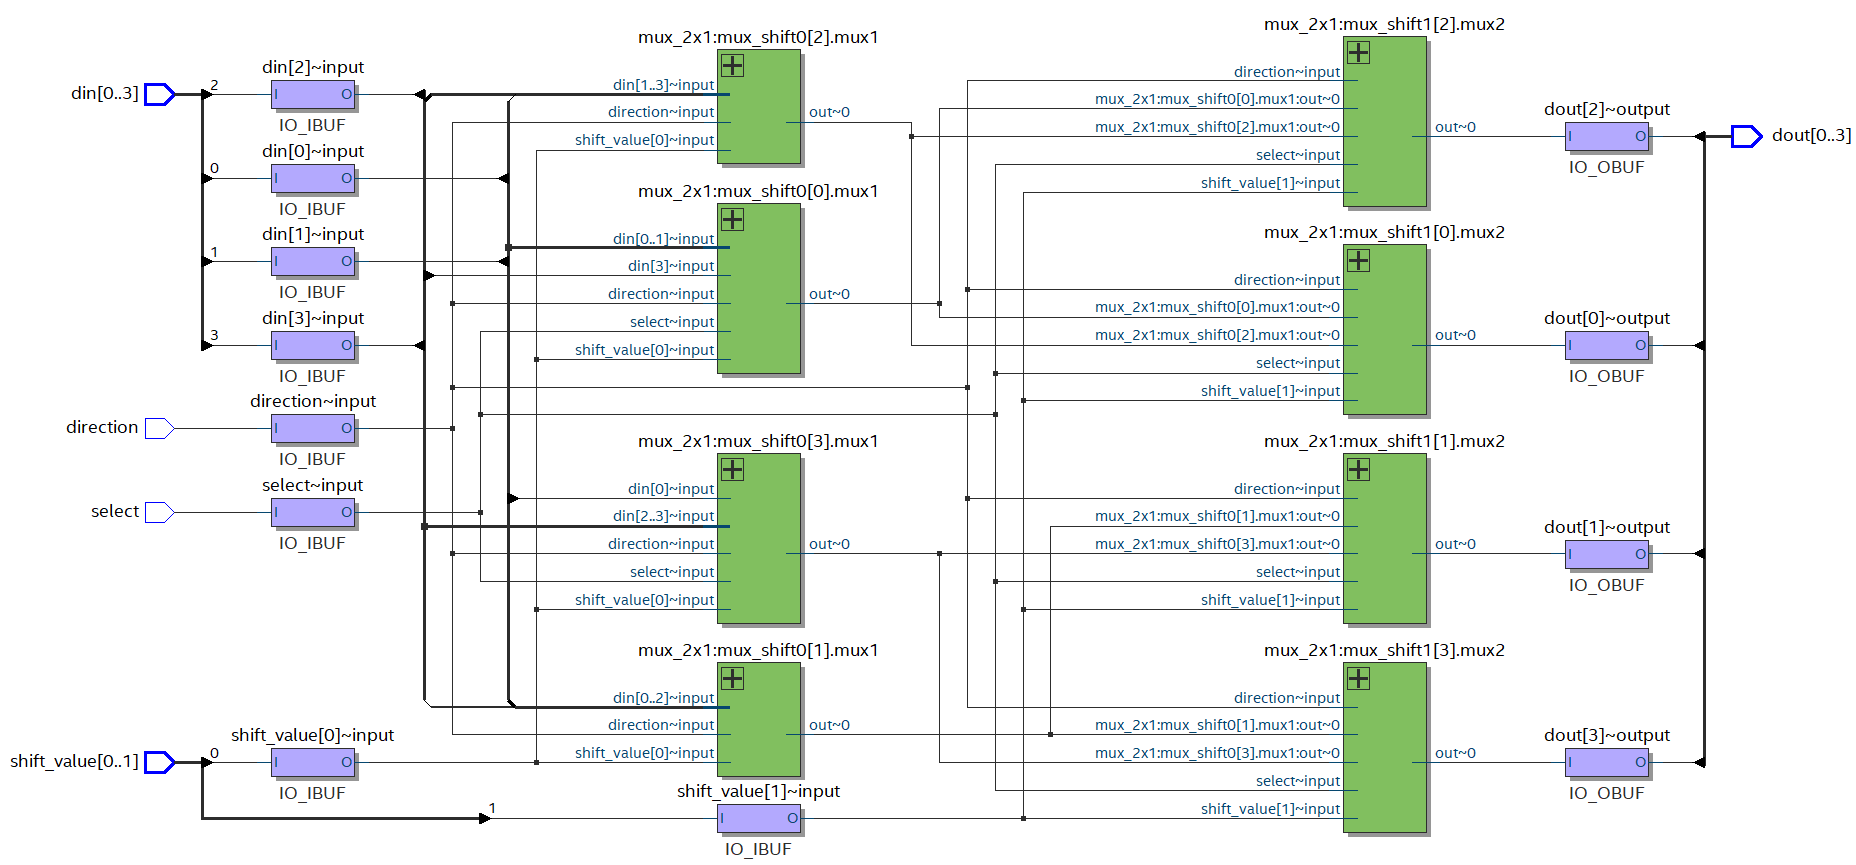 din[0..3]
2
din[2]~input
I
O
IO_IBUF
0
din[0]~input
I
O
IO_IBUF
1
din[1]~input
I
O
IO_IBUF
3
din[3]~input
I
O
IO_IBUF
direction
direction~input
I
O
IO_IBUF
select
select~input
I
O
IO_IBUF
shift_value[0..1]
0
shift_value[0]~input
I
O
IO_IBUF
1
shift_value[1]~input
I
O
IO_IBUF
mux_2x1:mux_shift0[2].mux1
din[1..3]~input
direction~input
shift_value[0]~input
out~0
mux_2x1:mux_shift0[0].mux1
din[0..1]~input
din[3]~input
direction~input
select~input
shift_value[0]~input
out~0
mux_2x1:mux_shift0[3].mux1
din[0]~input
din[2..3]~input
direction~input
select~input
shift_value[0]~input
out~0
mux_2x1:mux_shift0[1].mux1
din[0..2]~input
direction~input
shift_value[0]~input
out~0
mux_2x1:mux_shift1[2].mux2
direction~input
mux_2x1:mux_shift0[0].mux1:out~0
mux_2x1:mux_shift0[2].mux1:out~0
select~input
shift_value[1]~input
out~0
mux_2x1:mux_shift1[0].mux2
direction~input
mux_2x1:mux_shift0[0].mux1:out~0
mux_2x1:mux_shift0[2].mux1:out~0
select~input
shift_value[1]~input
out~0
mux_2x1:mux_shift1[1].mux2
direction~input
mux_2x1:mux_shift0[1].mux1:out~0
mux_2x1:mux_shift0[3].mux1:out~0
select~input
shift_value[1]~input
out~0
mux_2x1:mux_shift1[3].mux2
direction~input
mux_2x1:mux_shift0[1].mux1:out~0
mux_2x1:mux_shift0[3].mux1:out~0
select~input
shift_value[1]~input
out~0
dout[2]~output
I
O
IO_OBUF
dout[0]~output
I
O
IO_OBUF
dout[1]~output
I
O
IO_OBUF
dout[3]~output
I
O
IO_OBUF
dout[0..3]